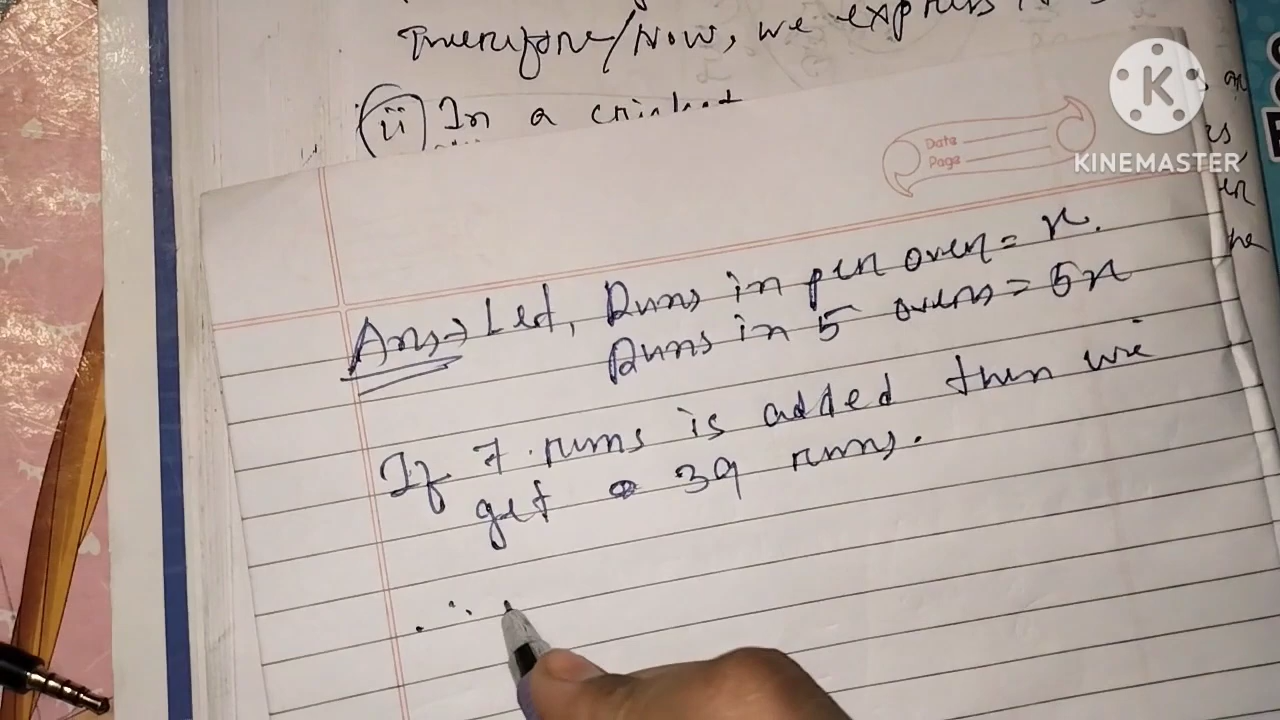 Therefore/Now, we express
(ii) In a cricket
K
KINEMASTER
Date
Page
Ans→ Let, Runs in per over = x.
Runs in 5 overs = 5x
If 7 runs is added then we
get 39 runs.
∴